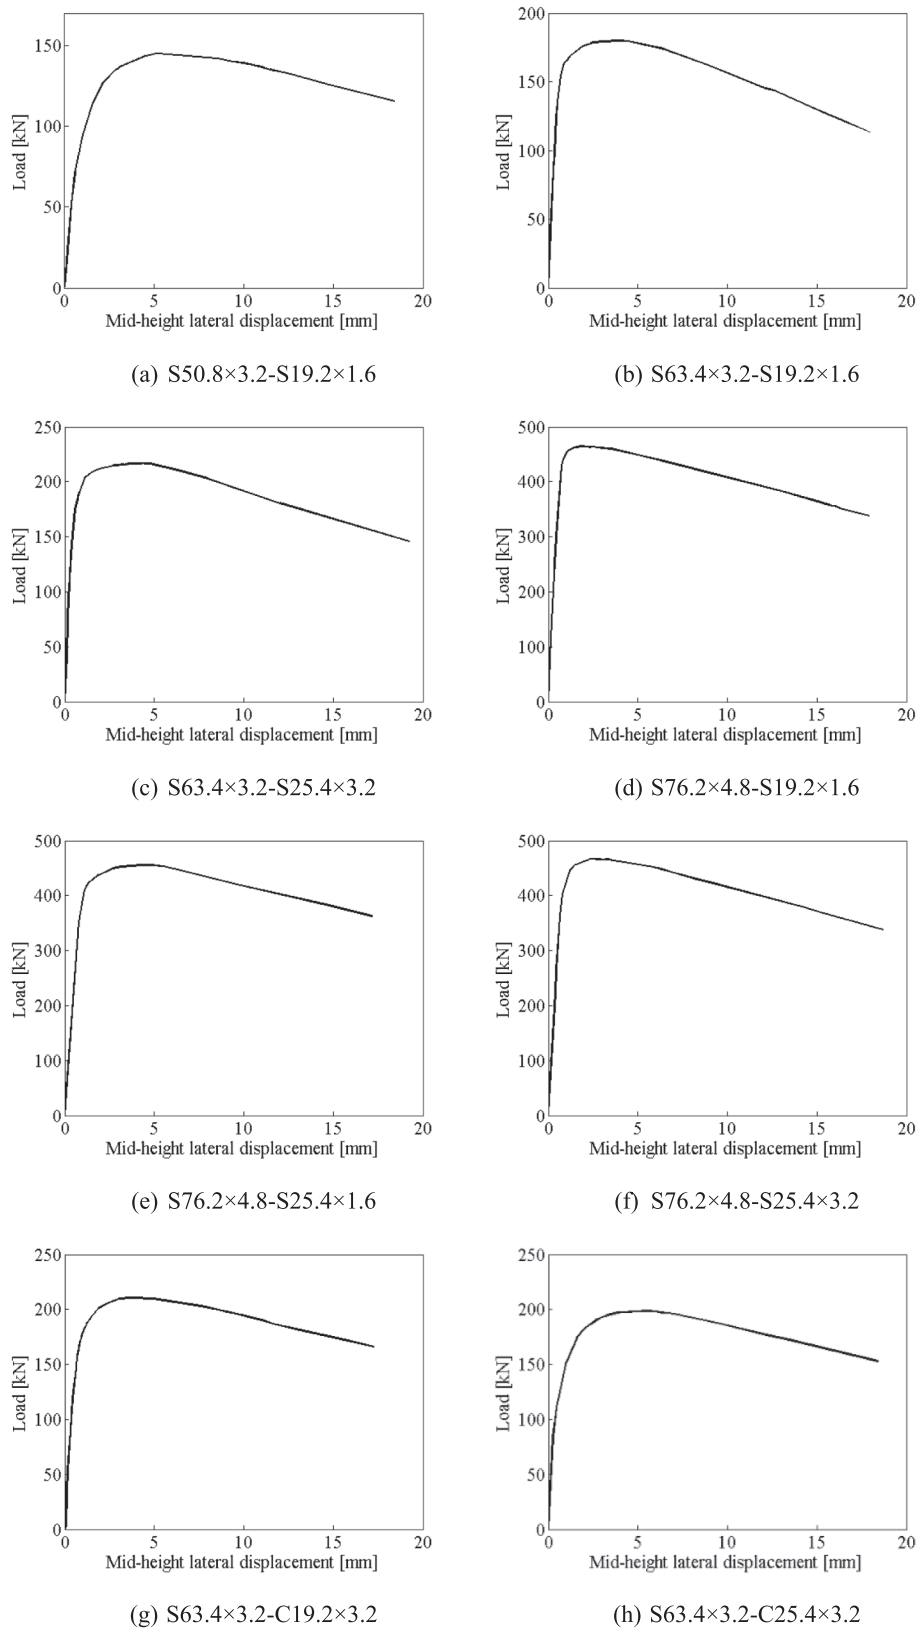 150
100
50
0
0 5 10 15 20
Load [kN]
Mid-height lateral displacement [mm]
(a) S50.8×3.2-S19.2×1.6
200
150
100
50
0
0 5 10 15 20
Load [kN]
Mid-height lateral displacement [mm]
(b) S63.4×3.2-S19.2×1.6
250
200
150
100
50
0
0 5 10 15 20
Load [kN]
Mid-height lateral displacement [mm]
(c) S63.4×3.2-S25.4×3.2
500
400
300
200
100
0
0 5 10 15 20
Load [kN]
Mid-height lateral displacement [mm]
(d) S76.2×4.8-S19.2×1.6
500
400
300
200
100
0
0 5 10 15 20
Load [kN]
Mid-height lateral displacement [mm]
(e) S76.2×4.8-S25.4×1.6
500
400
300
200
100
0
0 5 10 15 20
Load [kN]
Mid-height lateral displacement [mm]
(f) S76.2×4.8-S25.4×3.2
250
200
150
100
50
0
0 5 10 15 20
Load [kN]
Mid-height lateral displacement [mm]
(g) S63.4×3.2-C19.2×3.2
250
200
150
100
50
0
0 5 10 15 20
Load [kN]
Mid-height lateral displacement [mm]
(h) S63.4×3.2-C25.4×3.2